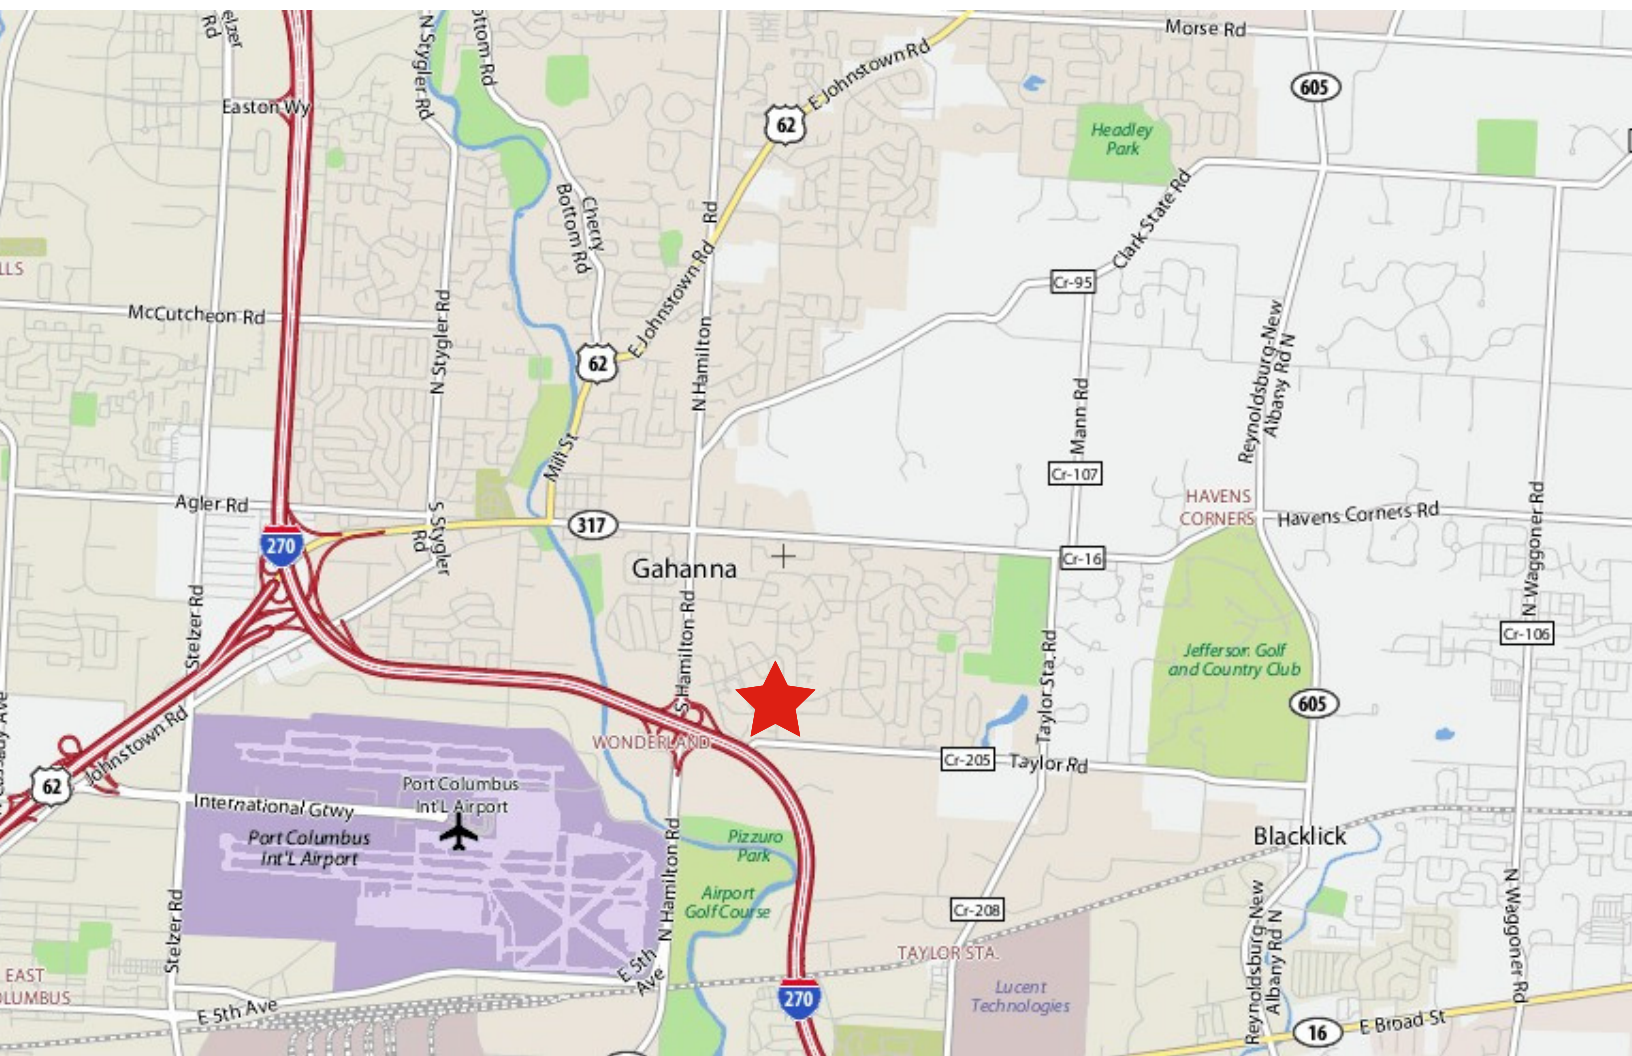 Morse Rd
N Stygler Rd
Easton Wy
E Johnstown Rd
62
605
Headley
Park
Clark State Rd
Cherry
Bottom Rd
Rd
E Johnstown Rd
Cr-95
McCutcheon Rd
N Stygler Rd
N Hamilton
62
Reynoldsburg-New
Albany Rd N
Mann Rd
Mill St
Cr-107
Agler Rd
S Stygler
Rd
317
HAVENS
CORNERS
Havens Corners Rd
270
Cr-16
Gahanna
Stelzer Rd
S Hamilton Rd
N Waggoner Rd
Cr-106
Jefferson Golf
and Country Club
Taylor Sta. Rd
605
WONDERLAND
Johnstown Rd
Cr-205
Taylor Rd
62
Port Columbus
Int'L Airport
International Gtwy
Port Columbus
Int'L Airport
Pizzuro
Park
Blacklick
Airport
Golf Course
N Hamilton Rd
Cr-208
Stelzer Rd
Reynoldsburg-New
Albany Rd N
N Waggoner Rd
TAYLOR STA.
E 5th
Ave
EAST
Lucent
Technologies
270
E 5th Ave
16
E Broad St